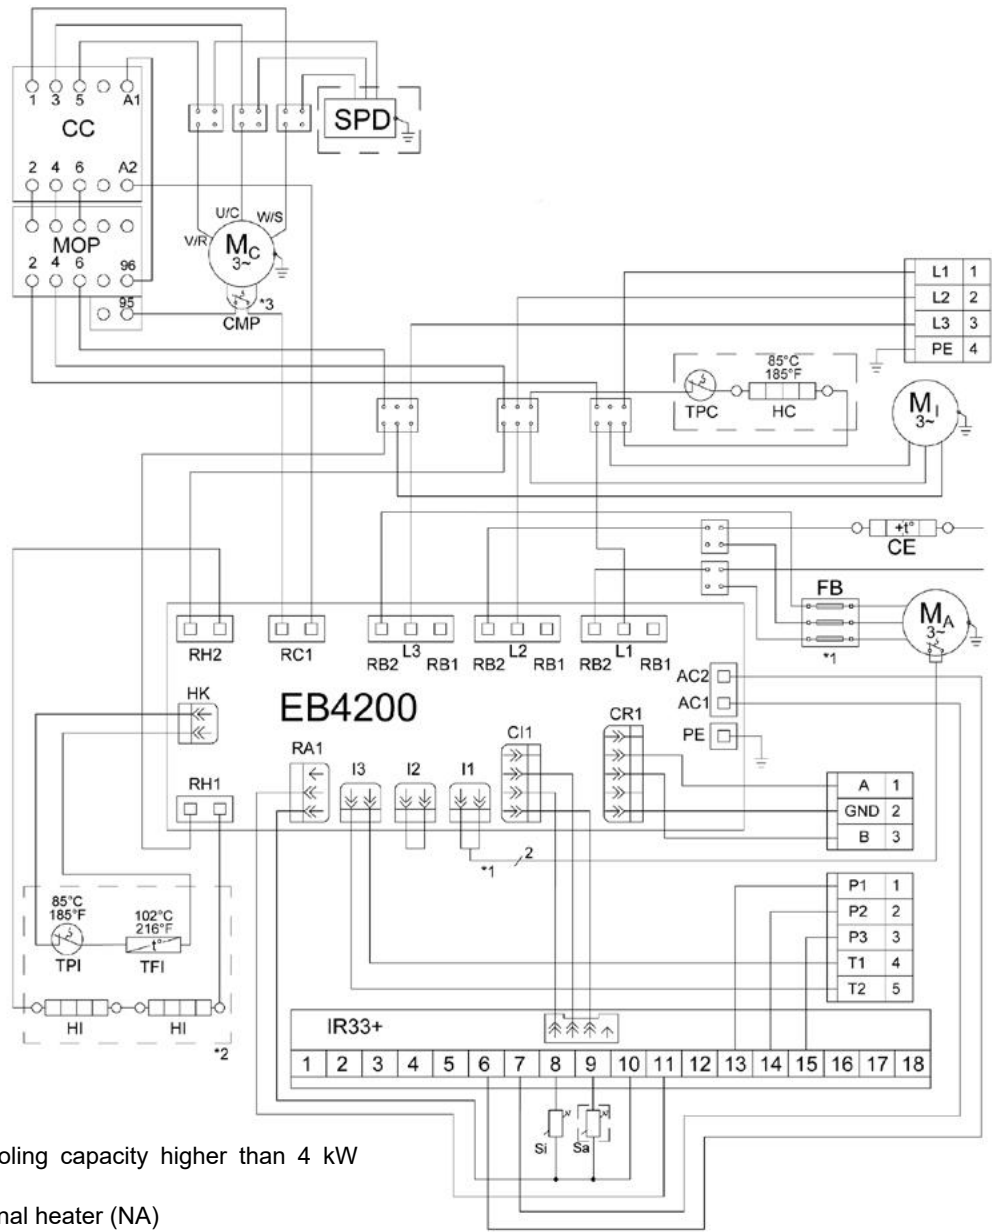 1 3 5 A1
CC
SPD
2 4 6 A2
U/C
W/S
V/R
MC
3~
MOP
2 4 6 96
95
*3
CMP
L1 1
L2 2
L3 3
PE 4
85°C
185°F
TPC HC
MI
3~
+t°
CE
FB
*1
MA
3~
RH2 RC1
L3
RB2 RB1
L2
RB2 RB1
L1
RB2 RB1
AC2
AC1
PE
HK
EB4200
CR1
CI1
RA1
I3 I2 I1
RH1
*1
2
A 1
GND 2
B 3
P1 1
P2 2
P3 3
T1 4
T2 5
85°C
185°F
102°C
216°F
t°
TPI TFI
HI HI
*2
IR33+
1 2 3 4 5 6 7 8 9 10 11 12 13 14 15 16 17 18
Si Sa
oling capacity higher than 4 kW
nal heater (NA)